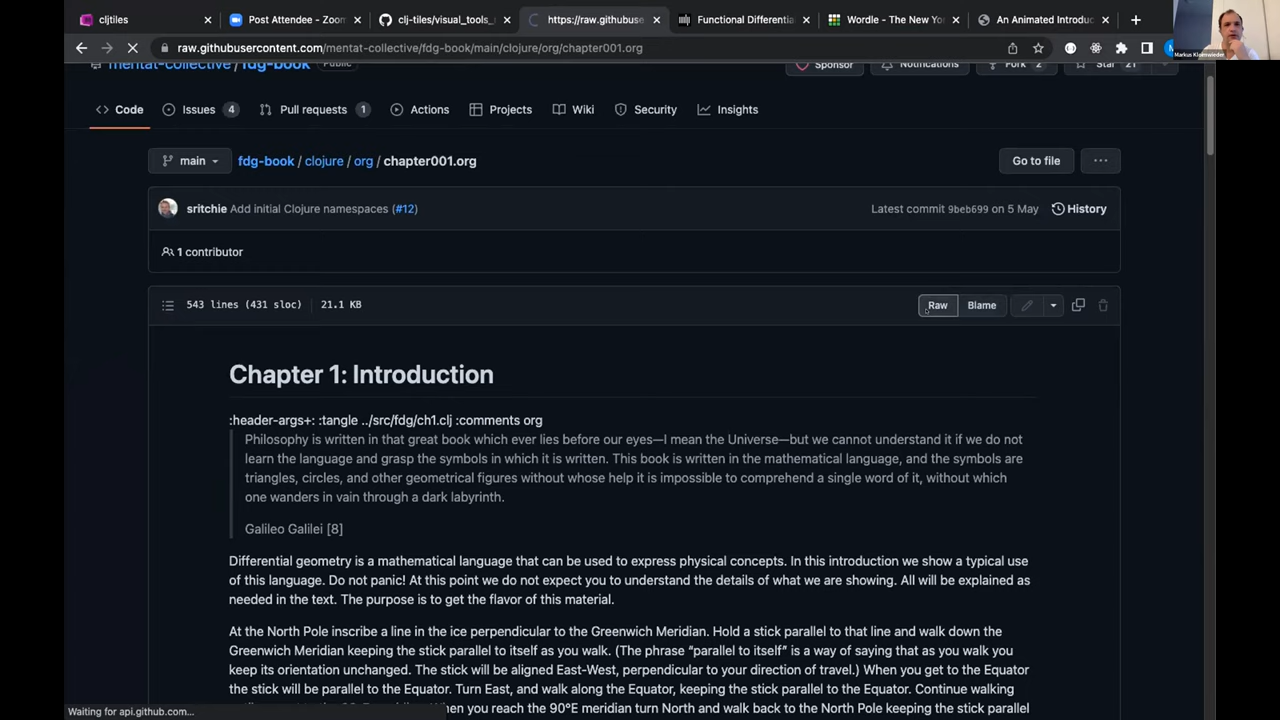 cljtiles
Post Attendee - Zoom
clj-tiles/visual_tools_
https://raw.githubuse
Functional Differentia
Wordle - The New Yor
An Animated Introduc
raw.githubusercontent.com/mentat-collective/fdg-book/main/clojure/org/chapter001.org
Markus Kleinwieder
mentat-collective/fdg-book Public
Sponsor
Notifications
Fork 2
Star 21
Code
Issues 4
Pull requests 1
Actions
Projects
Wiki
Security
Insights
main
fdg-book / clojure / org / chapter001.org
Go to file
sritchie Add initial Clojure namespaces (#12)
Latest commit 9beb699 on 5 May
History
1 contributor
543 lines (431 sloc) 21.1 KB
Raw
Blame
Chapter 1: Introduction
:header-args+: :tangle ../src/fdg/ch1.clj :comments org
Philosophy is written in that great book which ever lies before our eyes—I mean the Universe—but we cannot understand it if we do not
learn the language and grasp the symbols in which it is written. This book is written in the mathematical language, and the symbols are
triangles, circles, and other geometrical figures without whose help it is impossible to comprehend a single word of it, without which
one wanders in vain through a dark labyrinth.
Galileo Galilei [8]
Differential geometry is a mathematical language that can be used to express physical concepts. In this introduction we show a typical use
of this language. Do not panic! At this point we do not expect you to understand the details of what we are showing. All will be explained as
needed in the text. The purpose is to get the flavor of this material.
At the North Pole inscribe a line in the ice perpendicular to the Greenwich Meridian. Hold a stick parallel to that line and walk down the
Greenwich Meridian keeping the stick parallel to itself as you walk. (The phrase “parallel to itself” is a way of saying that as you walk you
keep its orientation unchanged. The stick will be aligned East-West, perpendicular to your direction of travel.) When you get to the Equator
the stick will be parallel to the Equator. Turn East, and walk along the Equator, keeping the stick parallel to the Equator. Continue walking
When you reach the 90°E meridian turn North and walk back to the North Pole keeping the stick parallel
Waiting for api.github.com...